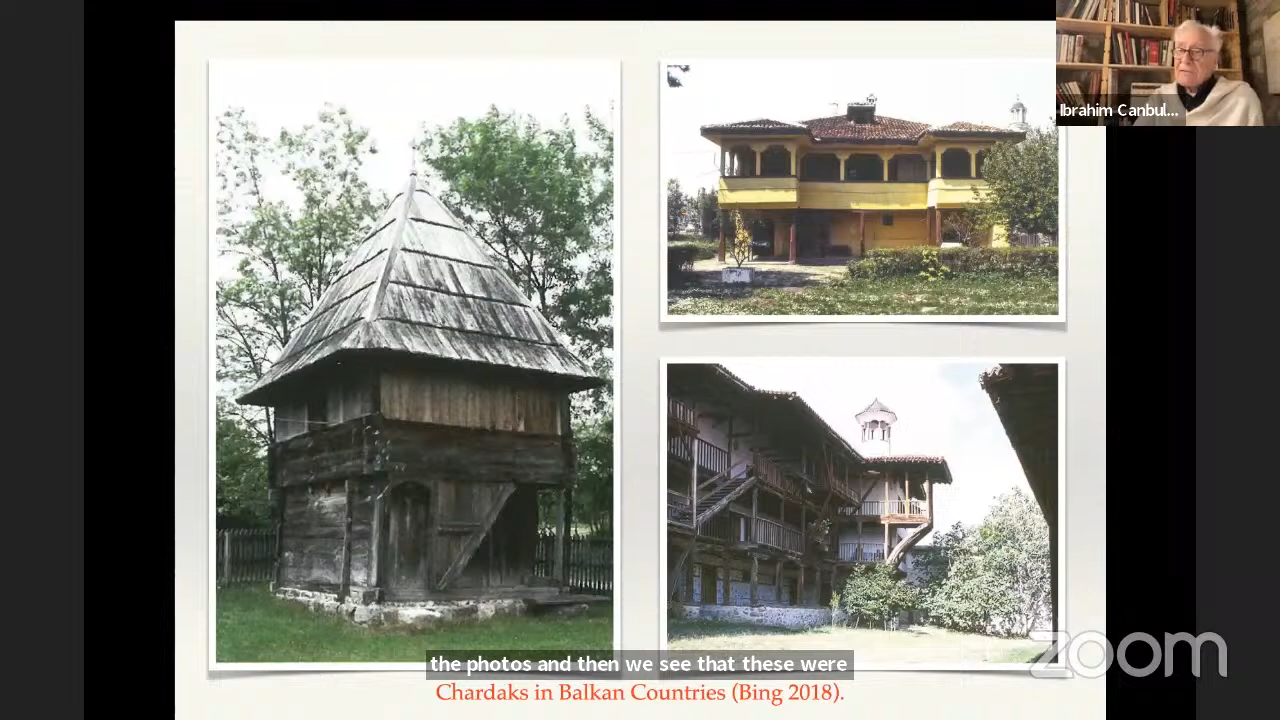 Ibrahim Canbul...
the photos and then we see that these were
zoom
Chardaks in Balkan Countries (Bing 2018).